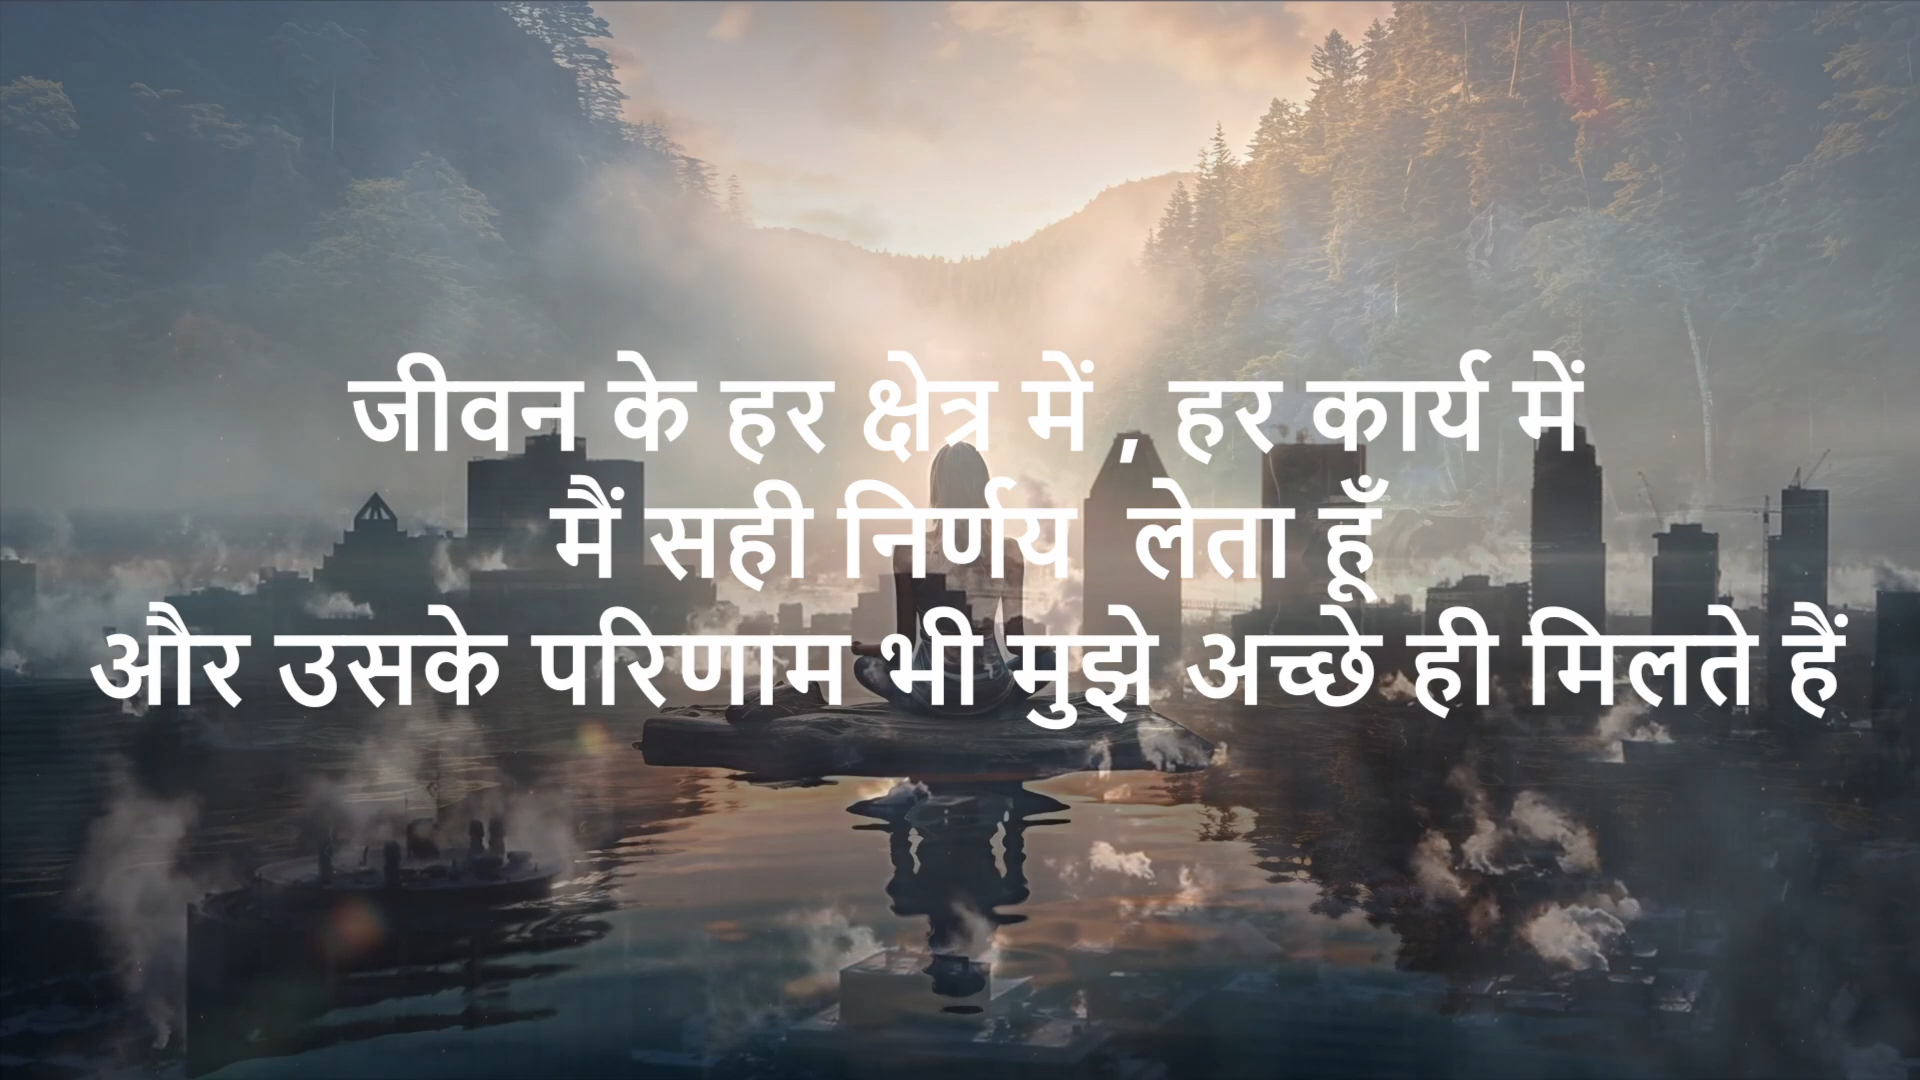 जीवन के हर क्षेत्र में , हर कार्य में
मैं सही निर्णय  लेता हूँ
और उसके परिणाम भी मुझे अच्छे ही मिलते हैं